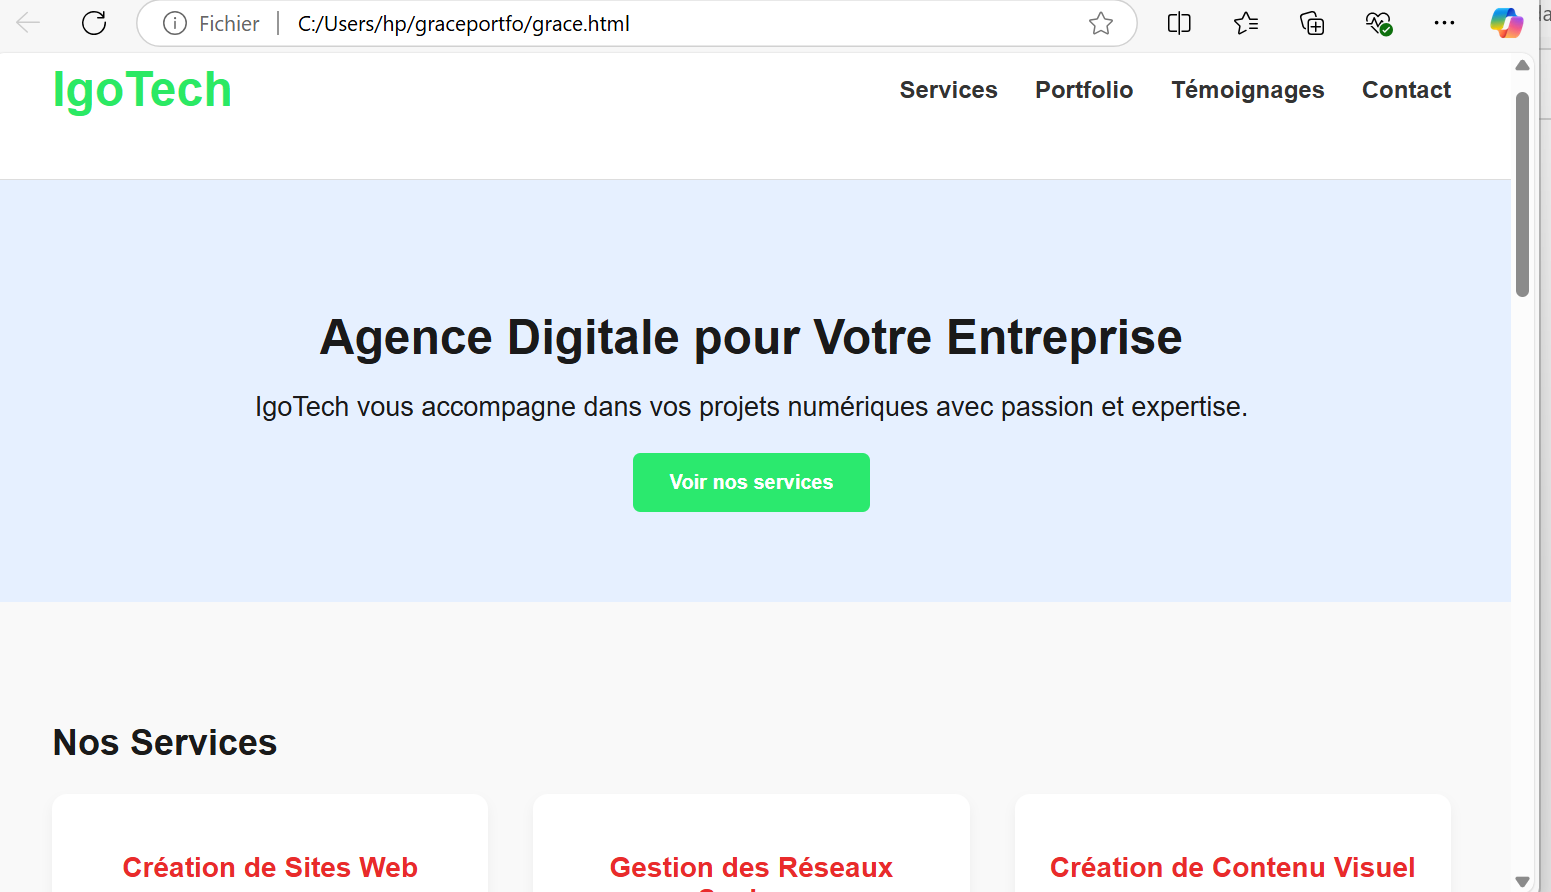 Fichier C:/Users/hp/graceportfo/grace.html
IgoTech
Services Portfolio Témoignages Contact
Agence Digitale pour Votre Entreprise
IgoTech vous accompagne dans vos projets numériques avec passion et expertise.
Voir nos services
Nos Services
Création de Sites Web
Gestion des Réseaux
Création de Contenu Visuel